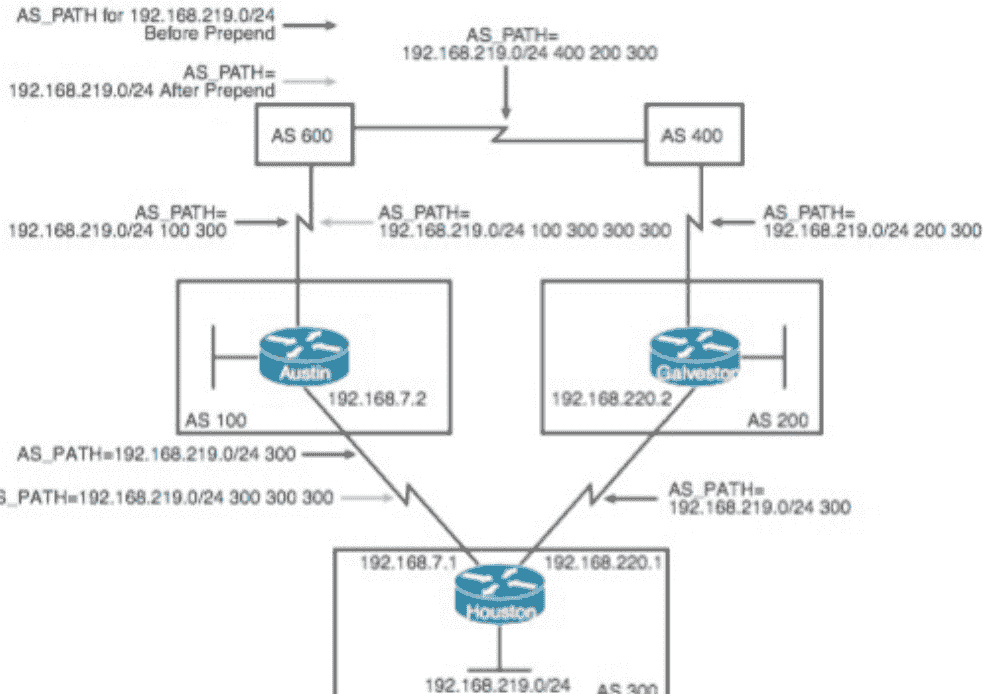 AS_PATH for 192.168.219.0/24
Before Prepend
AS_PATH=
192.168.219.0/24 400 200 300
AS_PATH=
192.168.219.0/24 After Prepend
AS 600
AS 400
AS_PATH=
192.168.219.0/24 100 300
AS_PATH=
192.168.219.0/24 100 300 300 300
AS_PATH=
192.168.219.0/24 200 300
Austin
Galveston
192.168.7.2
192.168.220.2
AS 100
AS 200
AS_PATH=192.168.219.0/24 300
S_PATH=192.168.219.0/24 300 300 300
AS_PATH=
192.168.219.0/24 300
192.168.7.1
192.168.220.1
Houston
192.168.219.0/24
AS 300